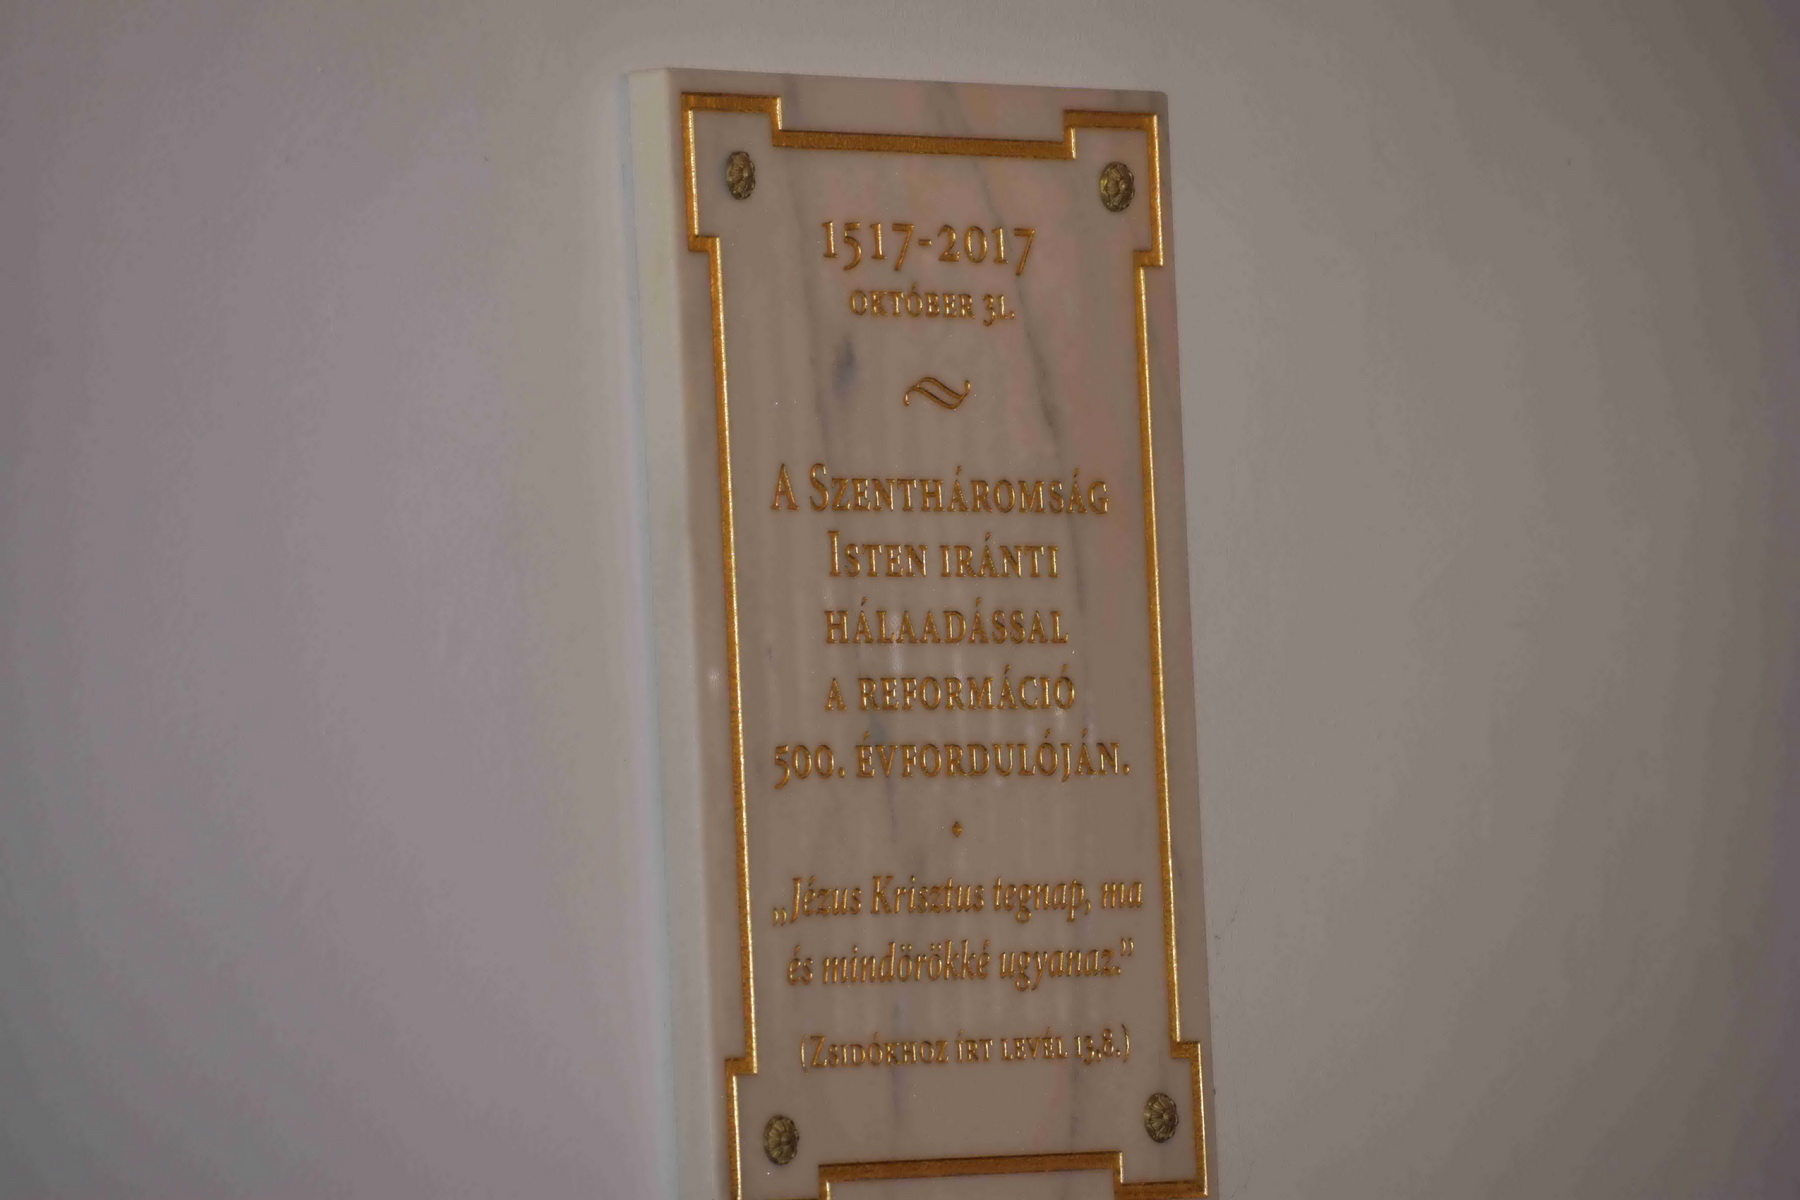 1517-2017
OKTÓBER 31.
A SZENTHÁROMSÁG
ISTEN IRÁNTI
HÁLAADÁSSAL
A REFORMÁCIÓ
500. ÉVFORDULÓJÁN.
„Jézus Krisztus tegnap, ma
és mindörökké ugyanaz."
(ZSIDÓKHOZ ÍRT LEVÉL 13,8.)